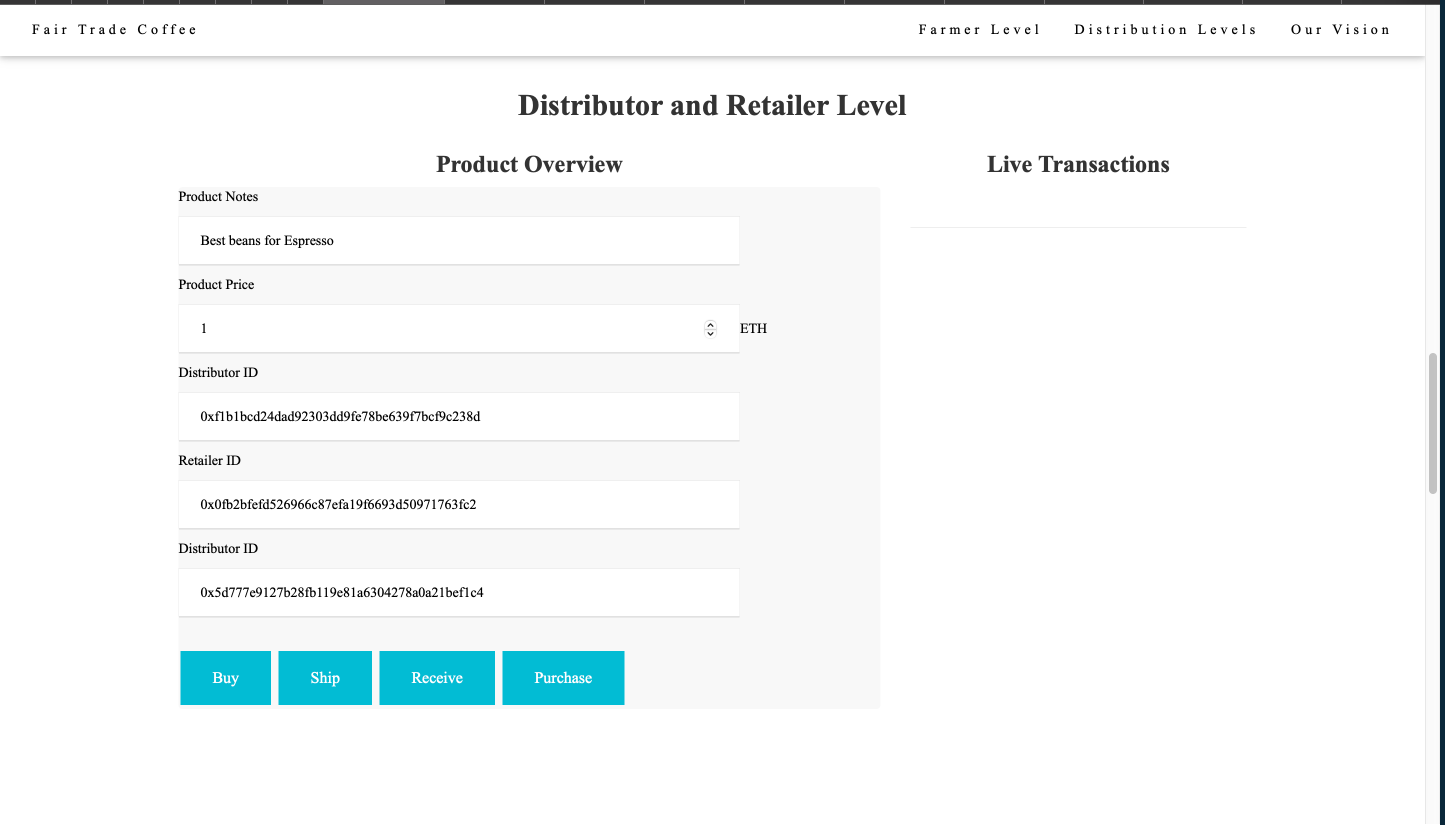 Fair Trade Coffee
Farmer Level
Distribution Levels
Our Vision
Distributor and Retailer Level
Product Overview
Product Notes
Best beans for Espresso
Product Price
1
ETH
Distributor ID
0xf1b1bcd24dad92303dd9fe78be639f7bcf9c238d
Retailer ID
0x0fb2bfefd526966c87efa19f6693d50971763fc2
Distributor ID
0x5d777e9127b28fb119e81a6304278a0a21bef1c4
Buy
Ship
Receive
Purchase
Live Transactions